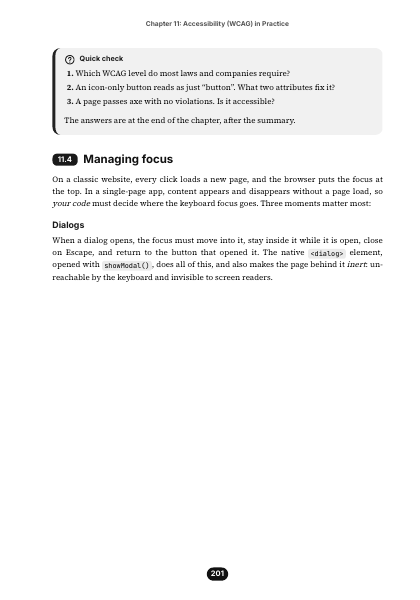 Chapter 11: Accessibility (WCAG) in Practice
Quick check
1. Which WCAG level do most laws and companies require?
2. An icon-only button reads as just “button”. What two attributes fix it?
3. A page passes axe with no violations. Is it accessible?
The answers are at the end of the chapter, after the summary.
11.4 Managing focus
On a classic website, every click loads a new page, and the browser puts the focus at
the top. In a single-page app, content appears and disappears without a page load, so
your code must decide where the keyboard focus goes. Three moments matter most:
Dialogs
When a dialog opens, the focus must move into it, stay inside it while it is open, close
on Escape, and return to the button that opened it. The native <dialog> element,
opened with showModal(), does all of this, and also makes the page behind it inert: un-
reachable by the keyboard and invisible to screen readers.
201